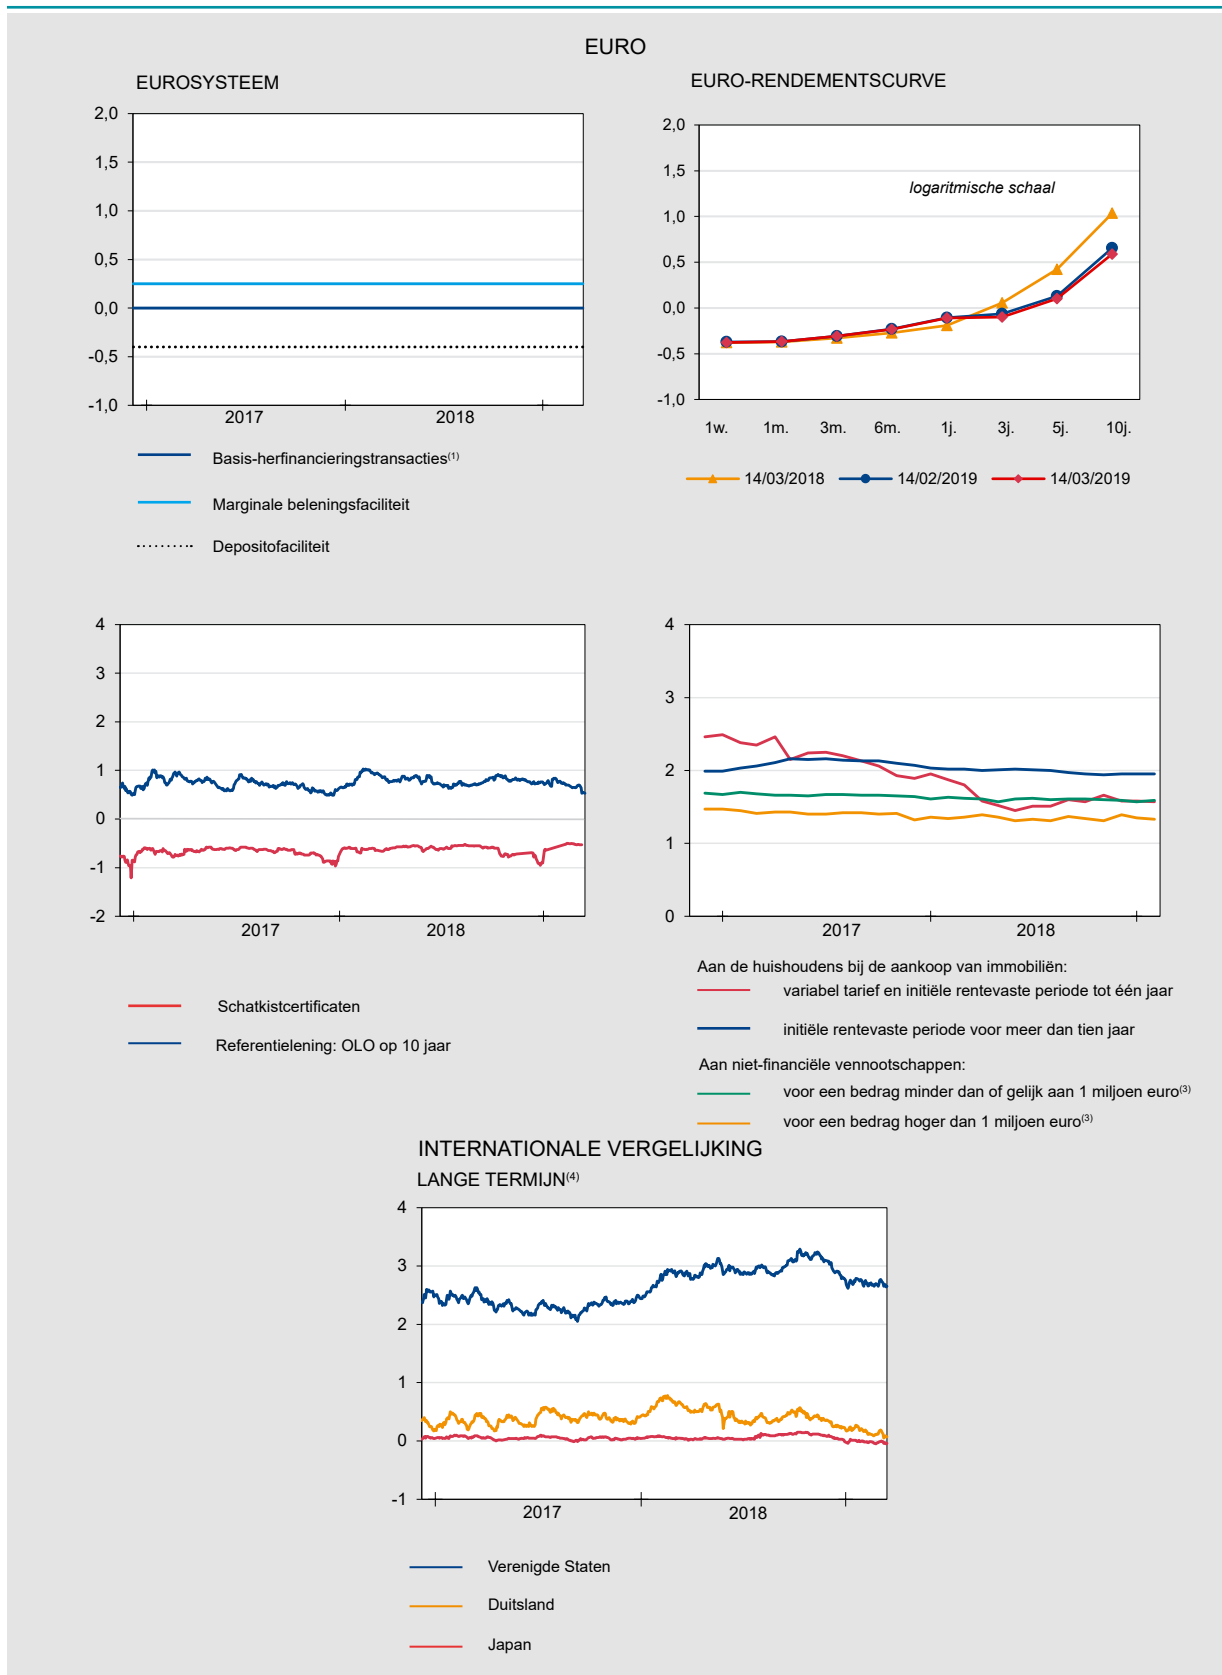 EURO
EUROSYSTEEM
2,0
1,5
1,0
0,5
0,0
-0,5
-1,0
2017 2018
Basis-herfinancieringstransacties(1)
Marginale beleningsfaciliteit
Depositofaciliteit
EURO-RENDEMENTSCURVE
2,0
1,5
1,0
0,5
0,0
-0,5
-1,0
logaritmische schaal
1w. 1m. 3m. 6m. 1j. 3j. 5j. 10j.
14/03/2018 14/02/2019 14/03/2019
4
3
2
1
0
-1
-2
2017 2018
Schatkistcertificaten
Referentielening: OLO op 10 jaar
4
3
2
1
0
2017 2018
Aan de huishoudens bij de aankoop van immobiliën:
variabel tarief en initiële rentevaste periode tot één jaar
initiële rentevaste periode voor meer dan tien jaar
Aan niet-financiële vennootschappen:
voor een bedrag minder dan of gelijk aan 1 miljoen euro(3)
voor een bedrag hoger dan 1 miljoen euro(3)
INTERNATIONALE VERGELIJKING
LANGE TERMIJN(4)
4
3
2
1
0
-1
2017 2018
Verenigde Staten
Duitsland
Japan